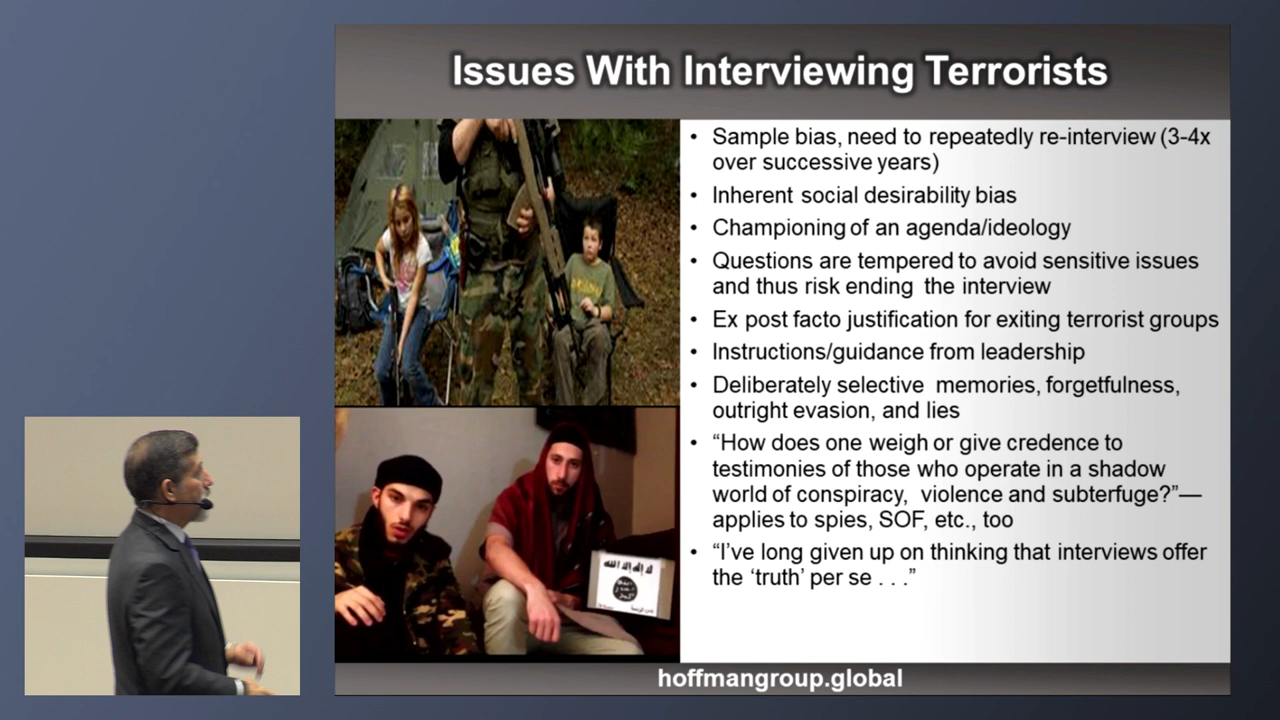 Issues With Interviewing Terrorists
• Sample bias, need to repeatedly re-interview (3-4x
over successive years)
• Inherent social desirability bias
• Championing of an agenda/ideology
• Questions are tempered to avoid sensitive issues
and thus risk ending the interview
• Ex post facto justification for exiting terrorist groups
• Instructions/guidance from leadership
• Deliberately selective memories, forgetfulness,
outright evasion, and lies
• “How does one weigh or give credence to
testimonies of those who operate in a shadow
world of conspiracy, violence and subterfuge?”—
applies to spies, SOF, etc., too
• “I’ve long given up on thinking that interviews offer
the ‘truth’ per se . . .”
hoffmangroup.global